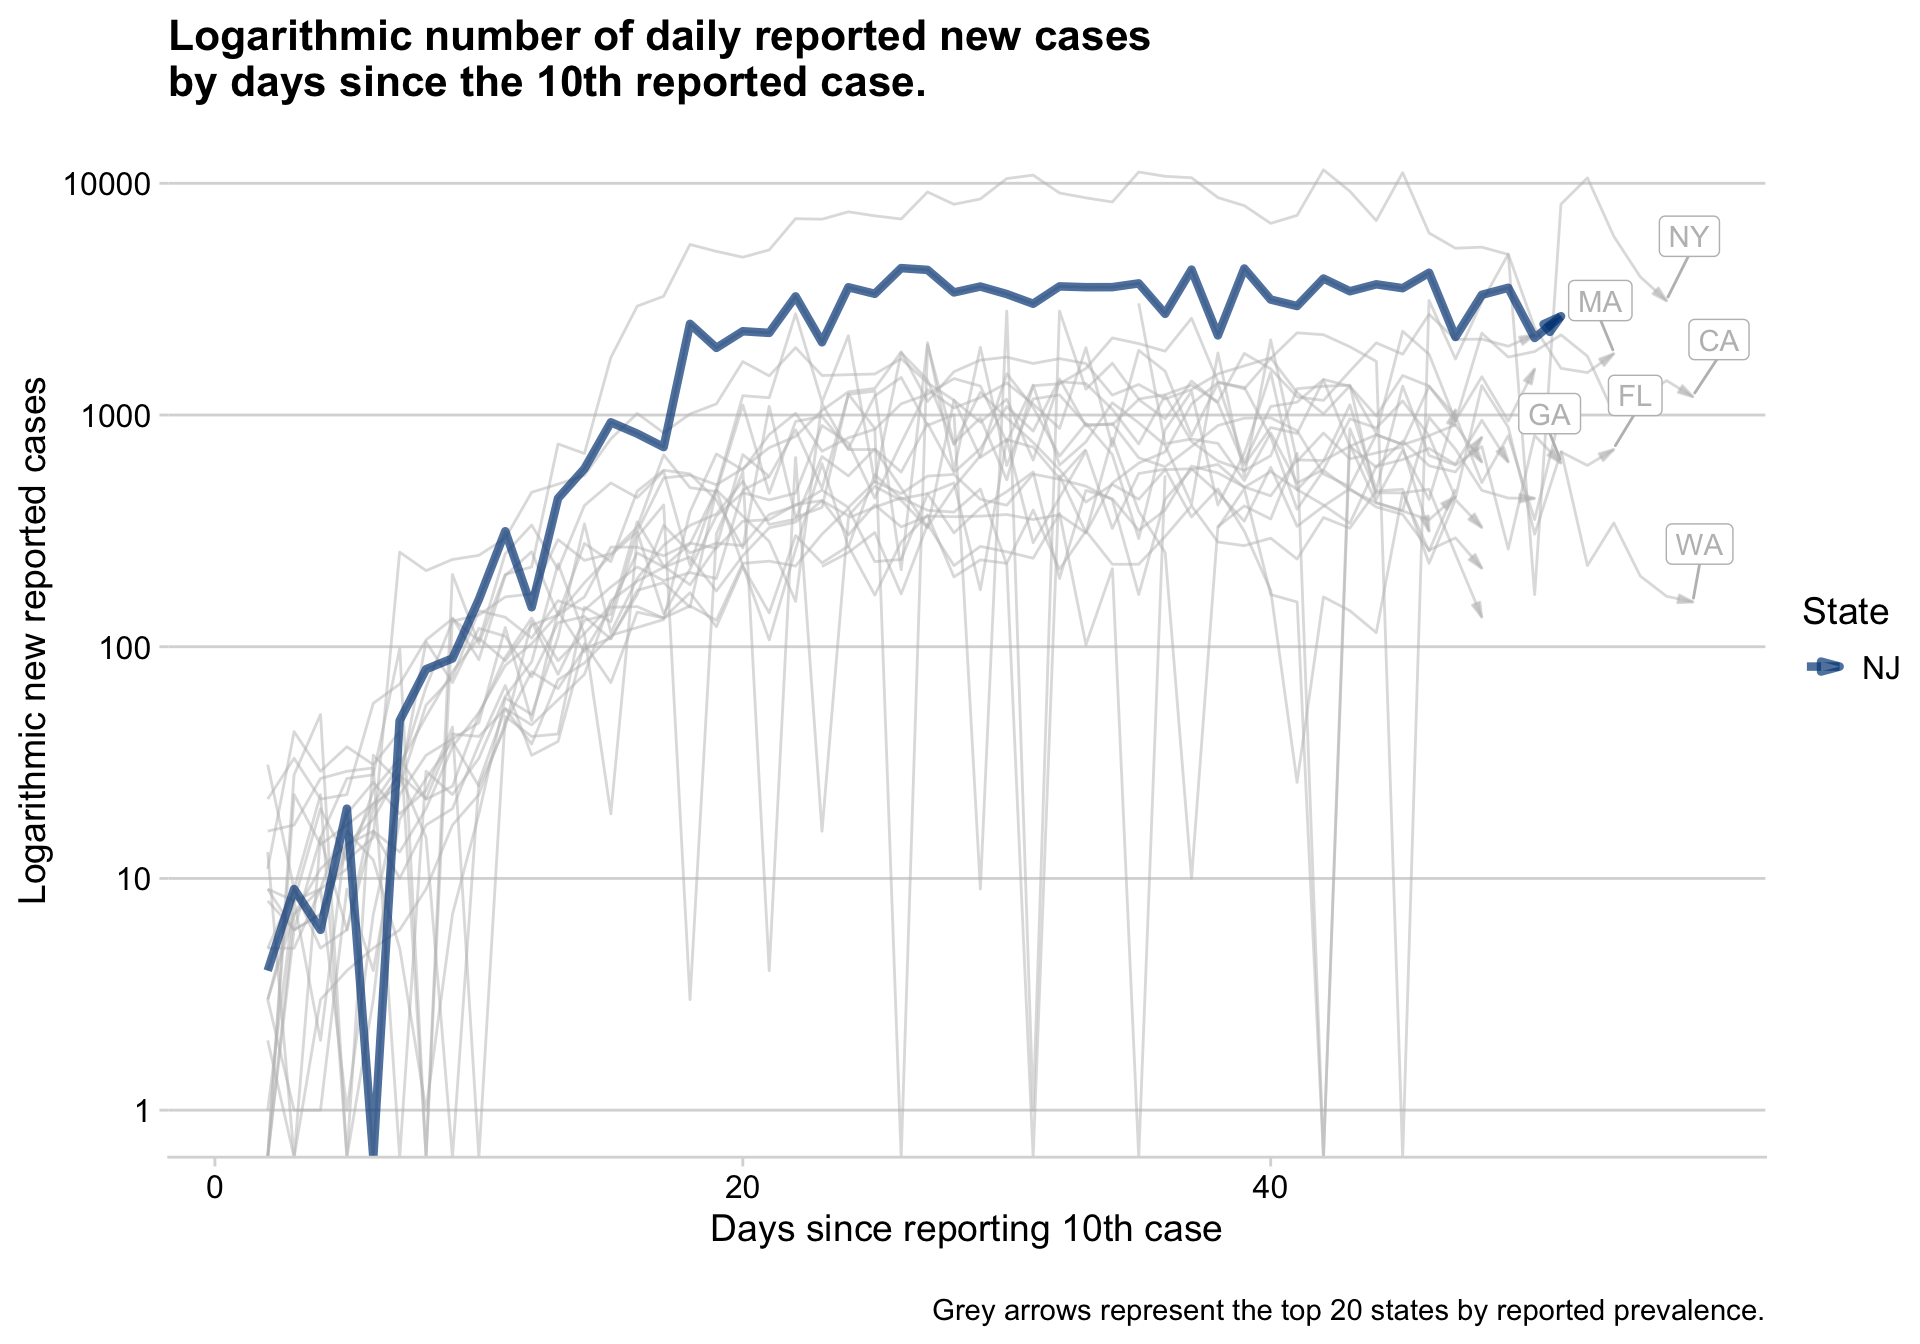 Logarithmic number of daily reported new cases
by days since the 10th reported case.
Logarithmic new reported cases
10000
1000
100
10
1
NY
MA
CA
FL
GA
WA
State
NJ
0
20
40
Days since reporting 10th case
Grey arrows represent the top 20 states by reported prevalence.